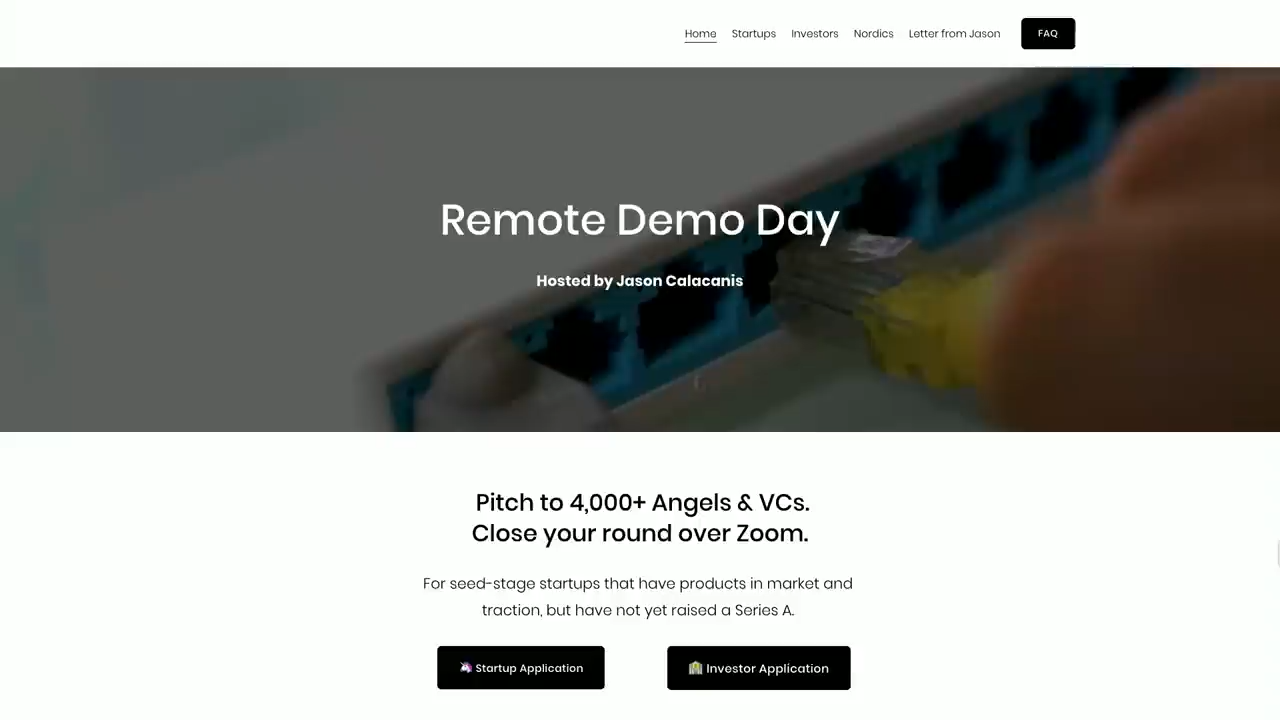 Home Startups Investors Nordics Letter from Jason FAQ
Remote Demo Day
Hosted by Jason Calacanis
Pitch to 4,000+ Angels & VCs.
Close your round over Zoom.
For seed-stage startups that have products in market and
traction, but have not yet raised a Series A.
🦄 Startup Application
Investor Application